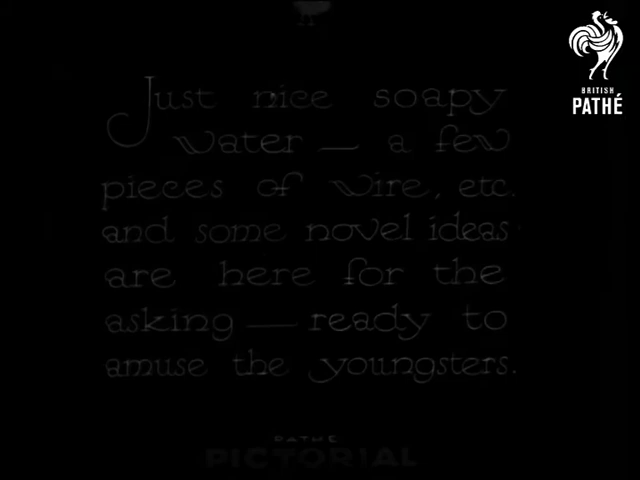 BRITISH
PATHÉ
Just nice soapy
water — a few
pieces of wire, etc.
and some novel ideas
are here for the
asking — ready to
amuse the youngsters.
PATHE
PICTORIAL